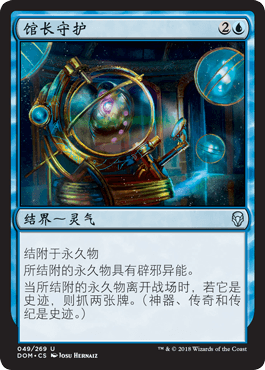 馆长守护 2
结界～灵气
结附于永久物
所结附的永久物具有辟邪异能。
当所结附的永久物离开战场时，若它是
史迹，则抓两张牌。（神器、传奇和传
纪是史迹。）
049/269 U
DOM • CS Josu Hernaiz
™ & © 2018 Wizards of the Coast